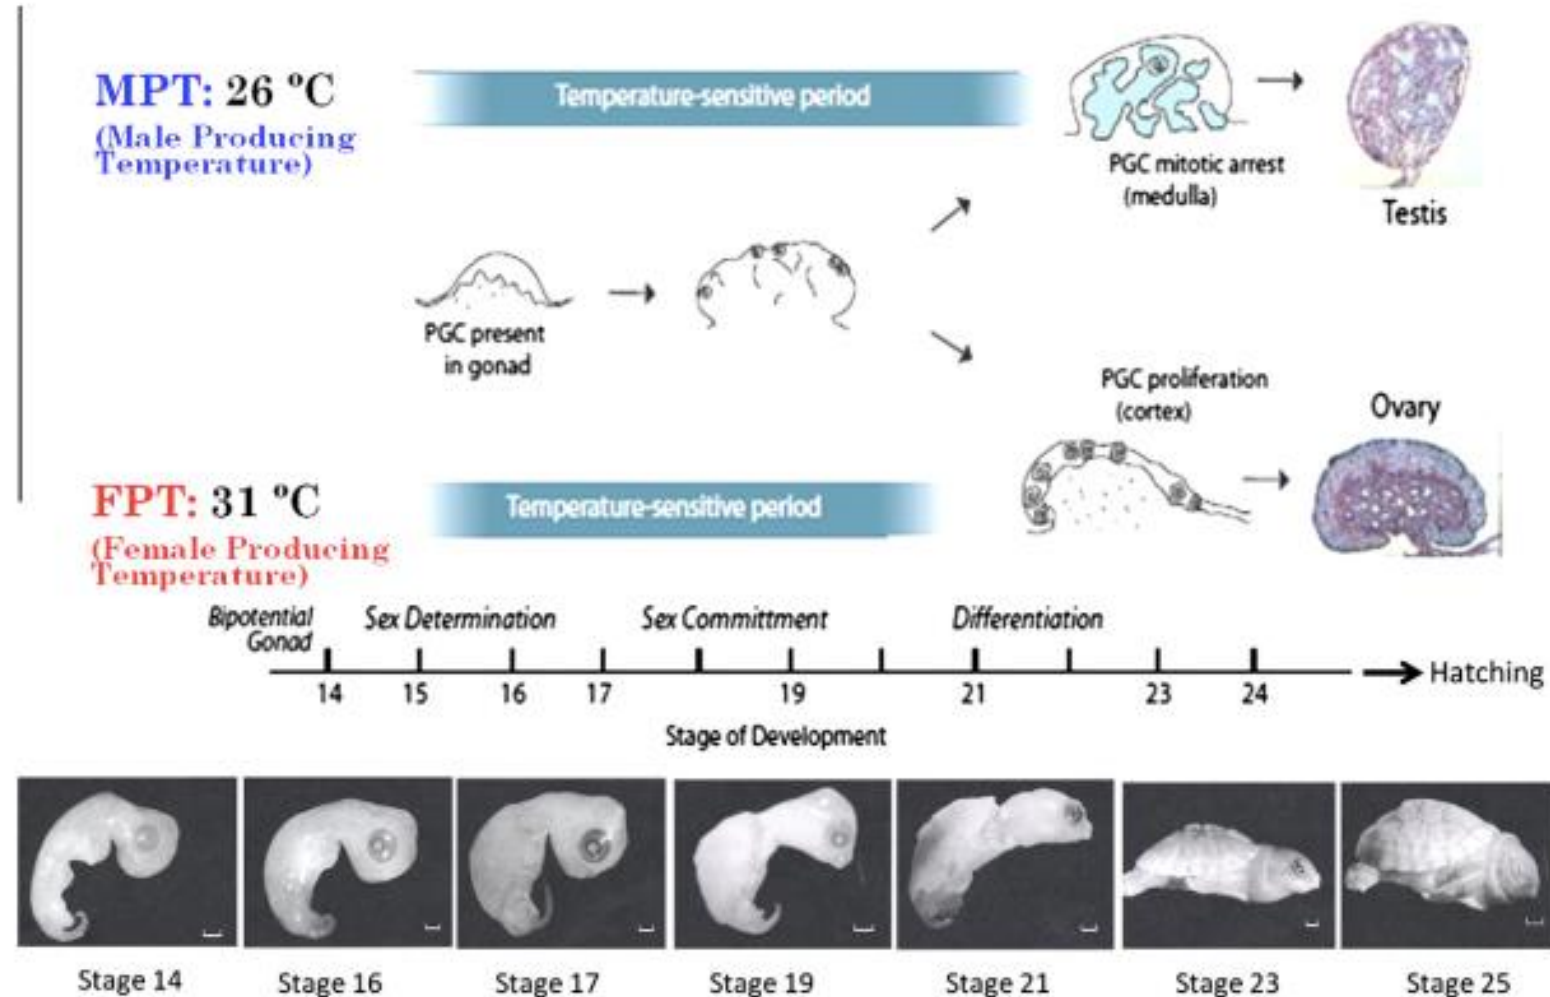 MPT: 26 ºC
(Male Producing
Temperature)
Temperature-sensitive period
PGC mitotic arrest
(medulla)
Testis
PGC present
in gonad
PGC proliferation
(cortex)
Ovary
FPT: 31 ºC
(Female Producing
Temperature)
Temperature-sensitive period
Bipotential
Gonad
Sex Determination
Sex Committment
Differentiation
14 15 16 17 19 21 23 24
Hatching
Stage of Development
Stage 14 Stage 16 Stage 17 Stage 19 Stage 21 Stage 23 Stage 25